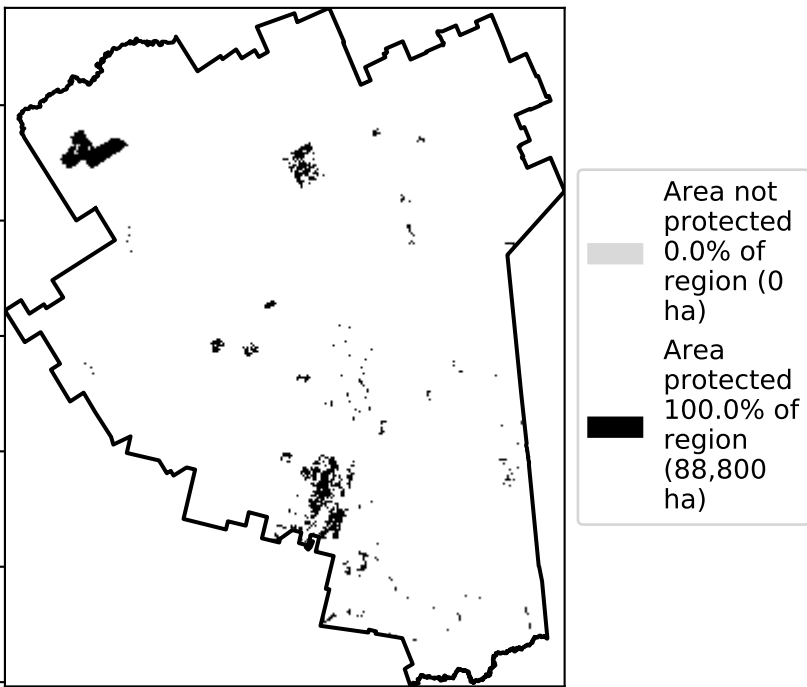 Area not
protected
0.0% of
region (0
ha)
Area
protected
100.0% of
region
(88,800
ha)